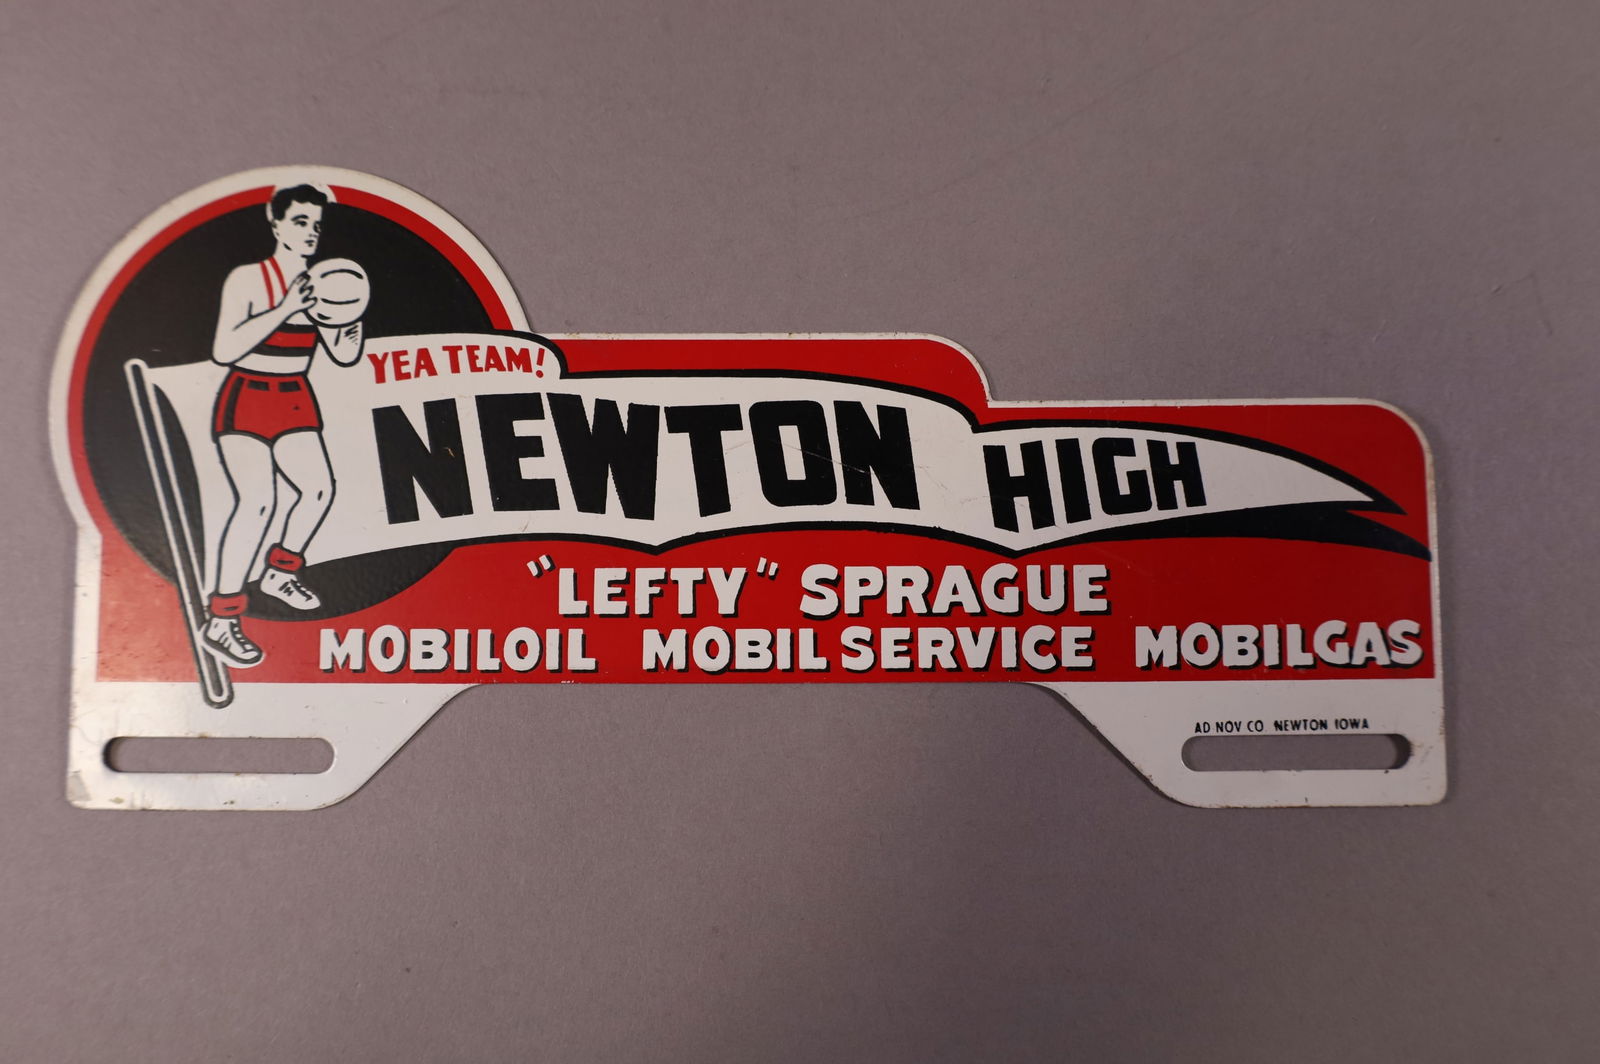 YEA TEAM!
NEWTON HIGH
"LEFTY" SPRAGUE
MOBILOIL MOBIL SERVICE MOBILGAS
AD NOV CO. NEWTON IOWA